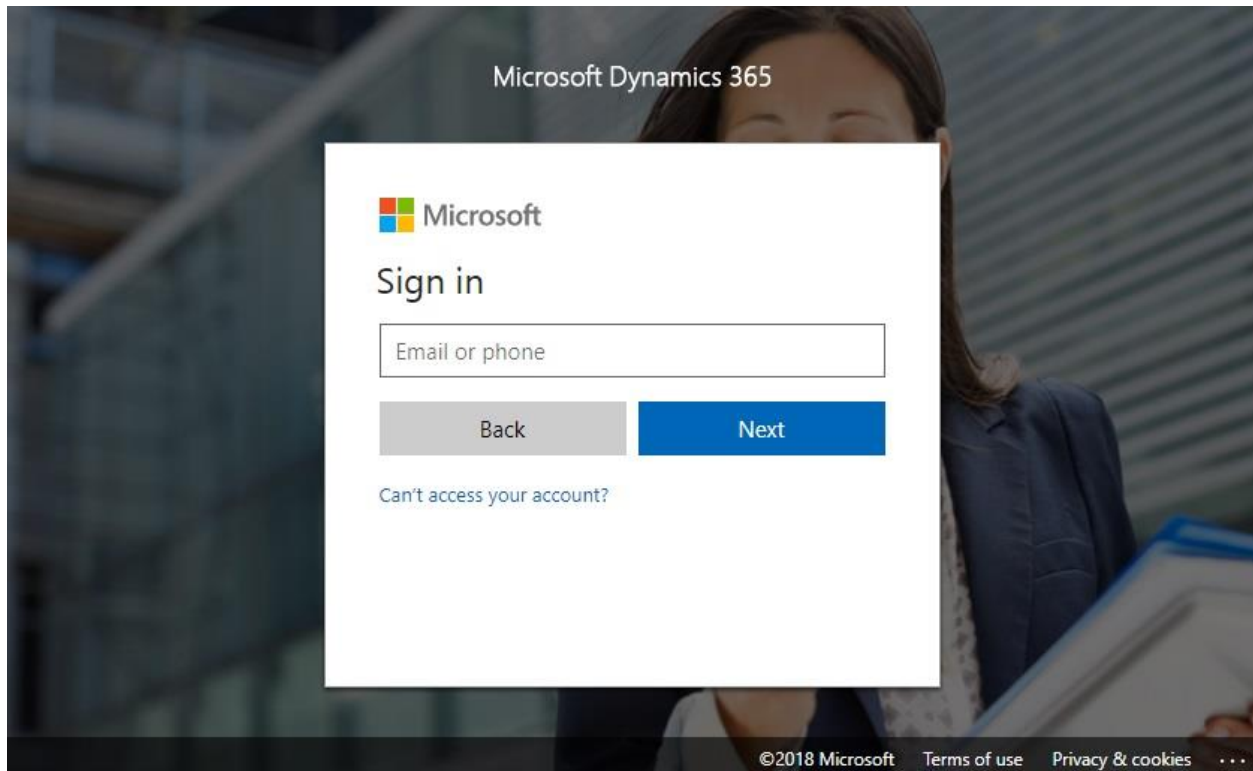 Microsoft Dynamics 365
Microsoft
Sign in
Email or phone
Back Next
Can't access your account?
©2018 Microsoft Terms of use Privacy & cookies ...